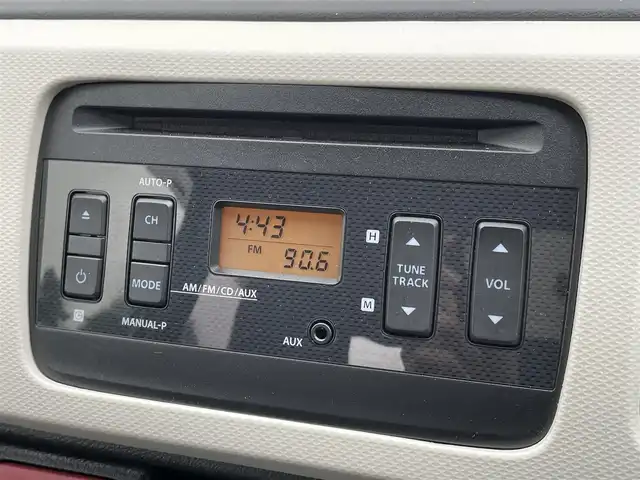 AUTO-P
CH
MODE
MANUAL-P
AM/FM/CD/AUX
4:43
FM
90.6
AUX
H
M
TUNE
TRACK
VOL
C